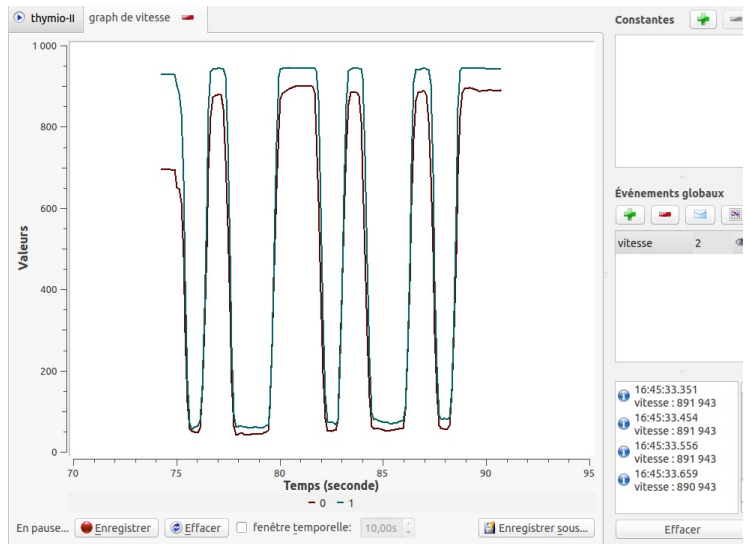 thymio-II
graph de vitesse
Constantes
1 000
800
600
400
200
0
Valeurs
70
75
80
85
90
95
Temps (seconde)
0
1
En pause...
Enregistrer
Effacer
fenêtre temporelle:
10,00s
Enregistrer sous...
Événements globaux
vitesse 2
16:45:33.351
vitesse : 891 943
16:45:33.454
vitesse : 891 943
16:45:33.556
vitesse : 891 943
16:45:33.659
vitesse : 890 943
Effacer